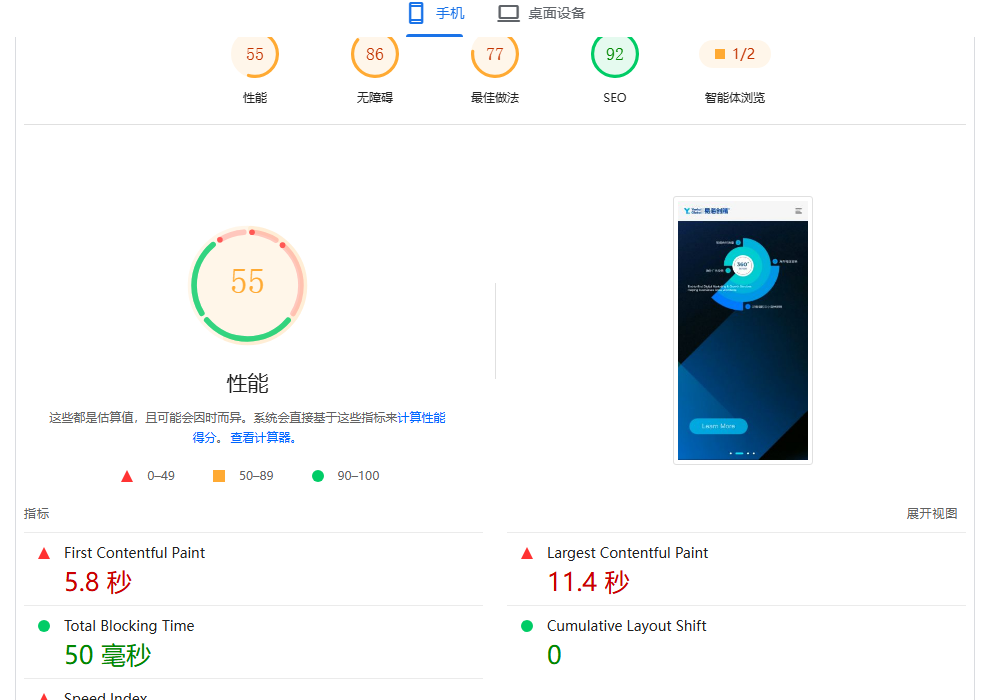 手机
桌面设备
55
86
77
92
1/2
性能
无障碍
最佳做法
SEO
智能体浏览
55
性能
这些都是估算值，且可能会因时而异。系统会直接基于这些指标来计算性能
得分。 查看计算器。
0–49
50–89
90–100
360°
Learn More
指标
展开视图
First Contentful Paint
5.8 秒
Largest Contentful Paint
11.4 秒
Total Blocking Time
50 毫秒
Cumulative Layout Shift
0
Speed Index